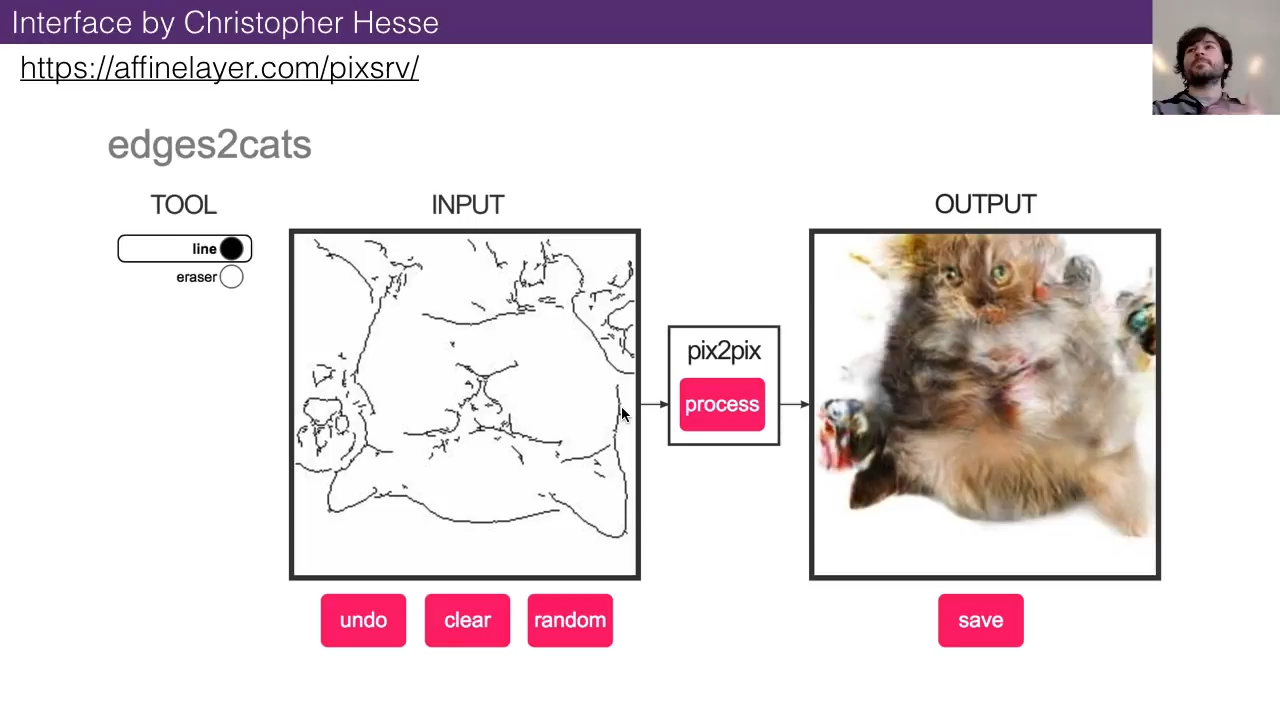 Interface by Christopher Hesse
https://affinelayer.com/pixsrv/
edges2cats
TOOL
INPUT
OUTPUT
line
eraser
pix2pix
process
undo
clear
random
save